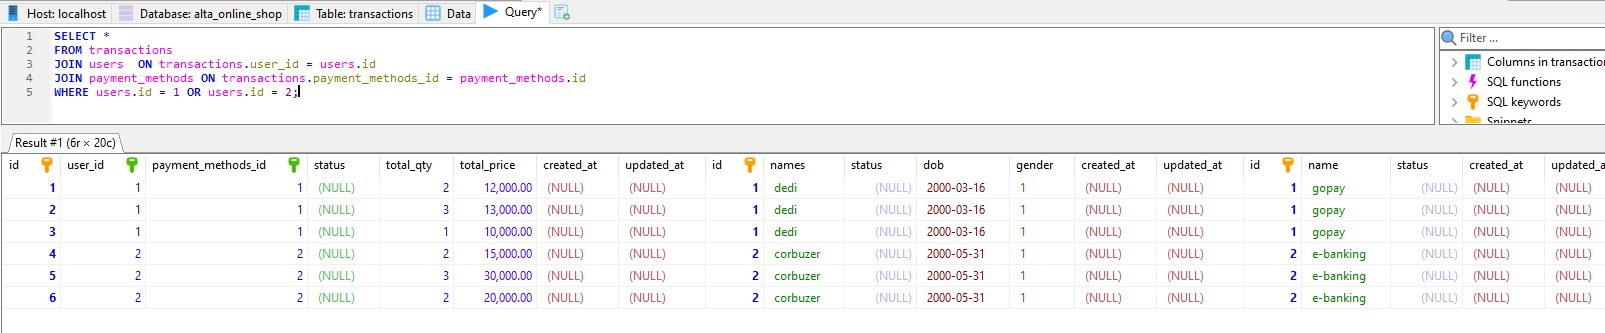 Host: localhost Database: alta_online_shop Table: transactions Data Query*
1 SELECT *
2 FROM transactions
3 JOIN users  ON transactions.user_id = users.id
4 JOIN payment_methods ON transactions.payment_methods_id = payment_methods.id
5 WHERE users.id = 1 OR users.id = 2;
Filter ...
Columns in transaction
SQL functions
SQL keywords
Snippets
Result #1 (6r × 20c)
id user_id payment_methods_id status total_qty total_price created_at updated_at id names status dob gender created_at updated_at id name status created_at updated_a
1 1 1 (NULL) 2 12,000.00 (NULL) (NULL) 1 dedi (NULL) 2000-03-16 1 (NULL) (NULL) 1 gopay (NULL) (NULL) (NULL)
2 1 1 (NULL) 3 13,000.00 (NULL) (NULL) 1 dedi (NULL) 2000-03-16 1 (NULL) (NULL) 1 gopay (NULL) (NULL) (NULL)
3 1 1 (NULL) 1 10,000.00 (NULL) (NULL) 1 dedi (NULL) 2000-03-16 1 (NULL) (NULL) 1 gopay (NULL) (NULL) (NULL)
4 2 2 (NULL) 2 15,000.00 (NULL) (NULL) 2 corbuzer (NULL) 2000-05-31 1 (NULL) (NULL) 2 e-banking (NULL) (NULL) (NULL)
5 2 2 (NULL) 3 30,000.00 (NULL) (NULL) 2 corbuzer (NULL) 2000-05-31 1 (NULL) (NULL) 2 e-banking (NULL) (NULL) (NULL)
6 2 2 (NULL) 2 20,000.00 (NULL) (NULL) 2 corbuzer (NULL) 2000-05-31 1 (NULL) (NULL) 2 e-banking (NULL) (NULL) (NULL)